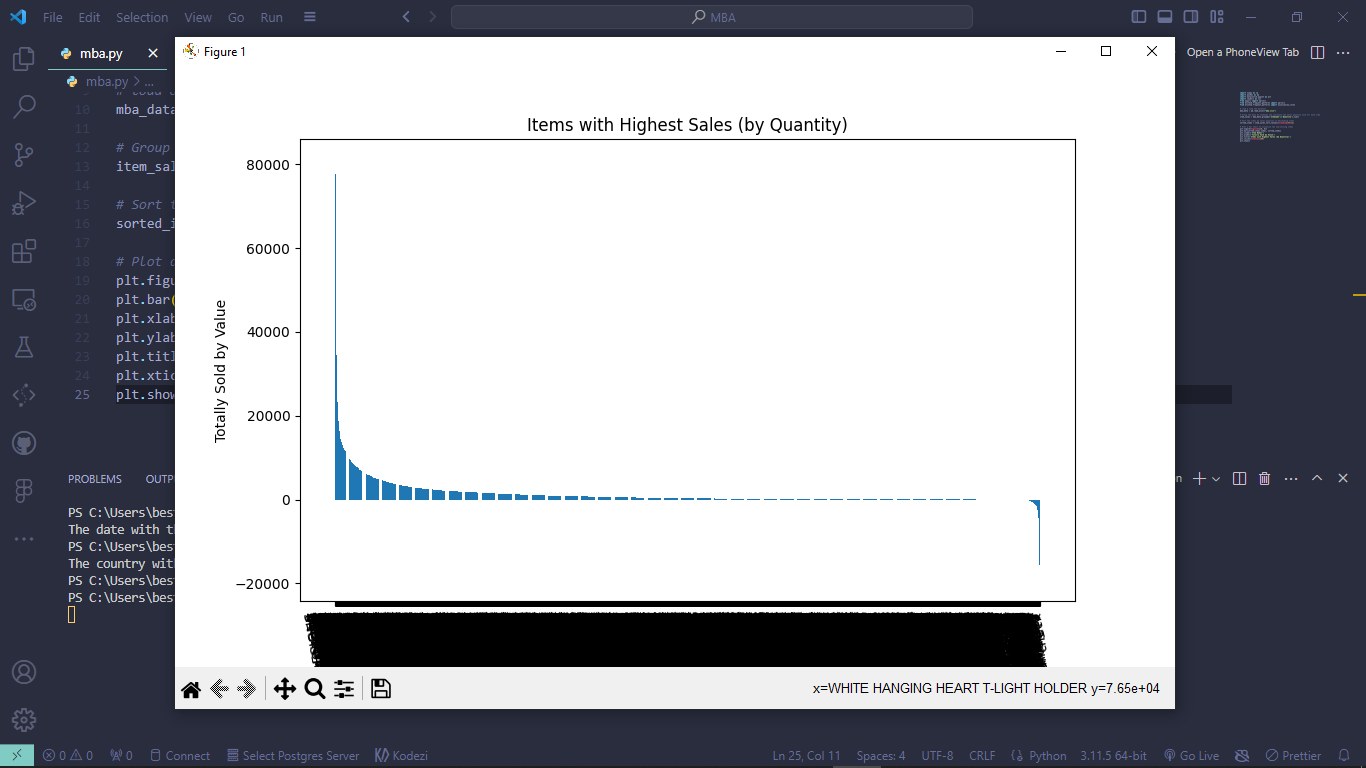 File Edit Selection View Go Run
MBA
mba.py
Figure 1
Open a PhoneView Tab
mba.py > ...
10 mba_data
11
12 # Group
13 item_sal
14
15 # Sort t
16 sorted_i
17
18 # Plot
19 plt.figu
20 plt.bar(
21 plt.xlab
22 plt.ylab
23 plt.titl
24 plt.xtic
25 plt.show
Items with Highest Sales (by Quantity)
Totally Sold by Value
80000
60000
40000
20000
0
−20000
x=WHITE HANGING HEART T-LIGHT HOLDER y=7.65e+04
PROBLEMS OUTP
PS C:\Users\bes
The date with t
PS C:\Users\bes
The country wit
PS C:\Users\bes
PS C:\Users\bes
0 0 0 Connect Select Postgres Server Kodezi
Ln 25, Col 11 Spaces: 4 UTF-8 CRLF Python 3.11.5 64-bit Go Live Prettier